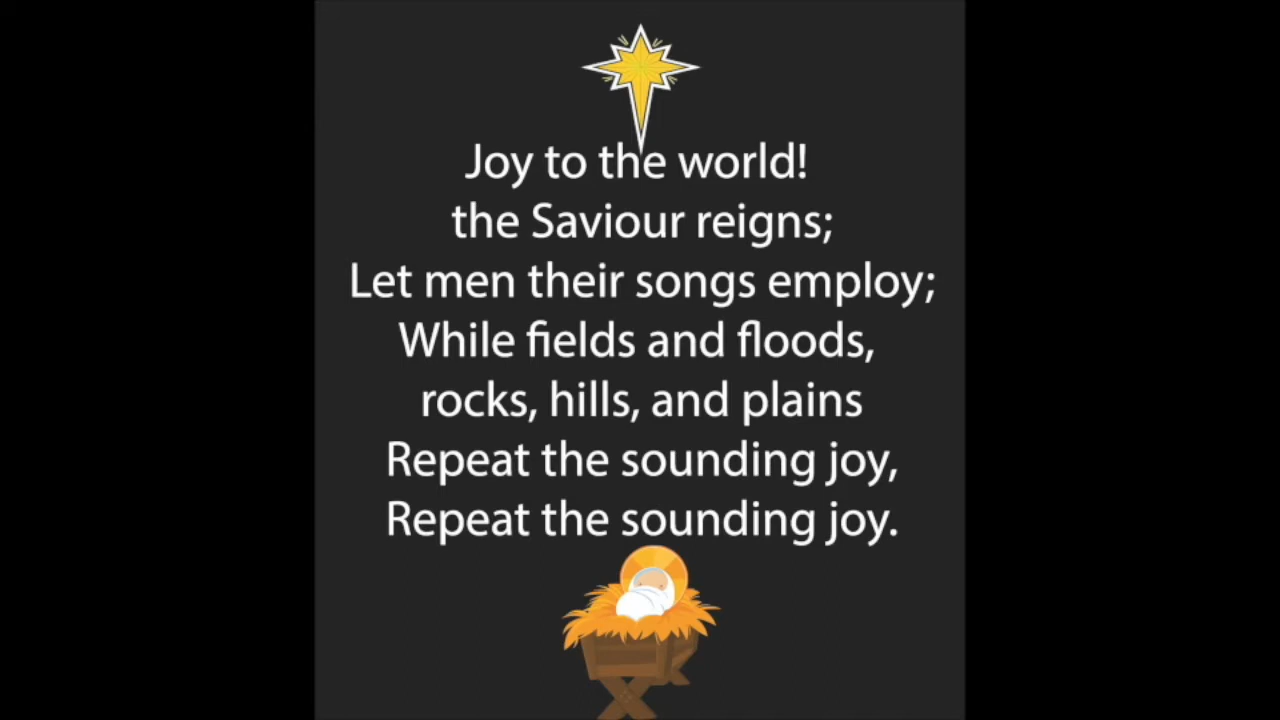 Joy to the world!
the Saviour reigns;
Let men their songs employ;
While fields and floods,
rocks, hills, and plains
Repeat the sounding joy,
Repeat the sounding joy.